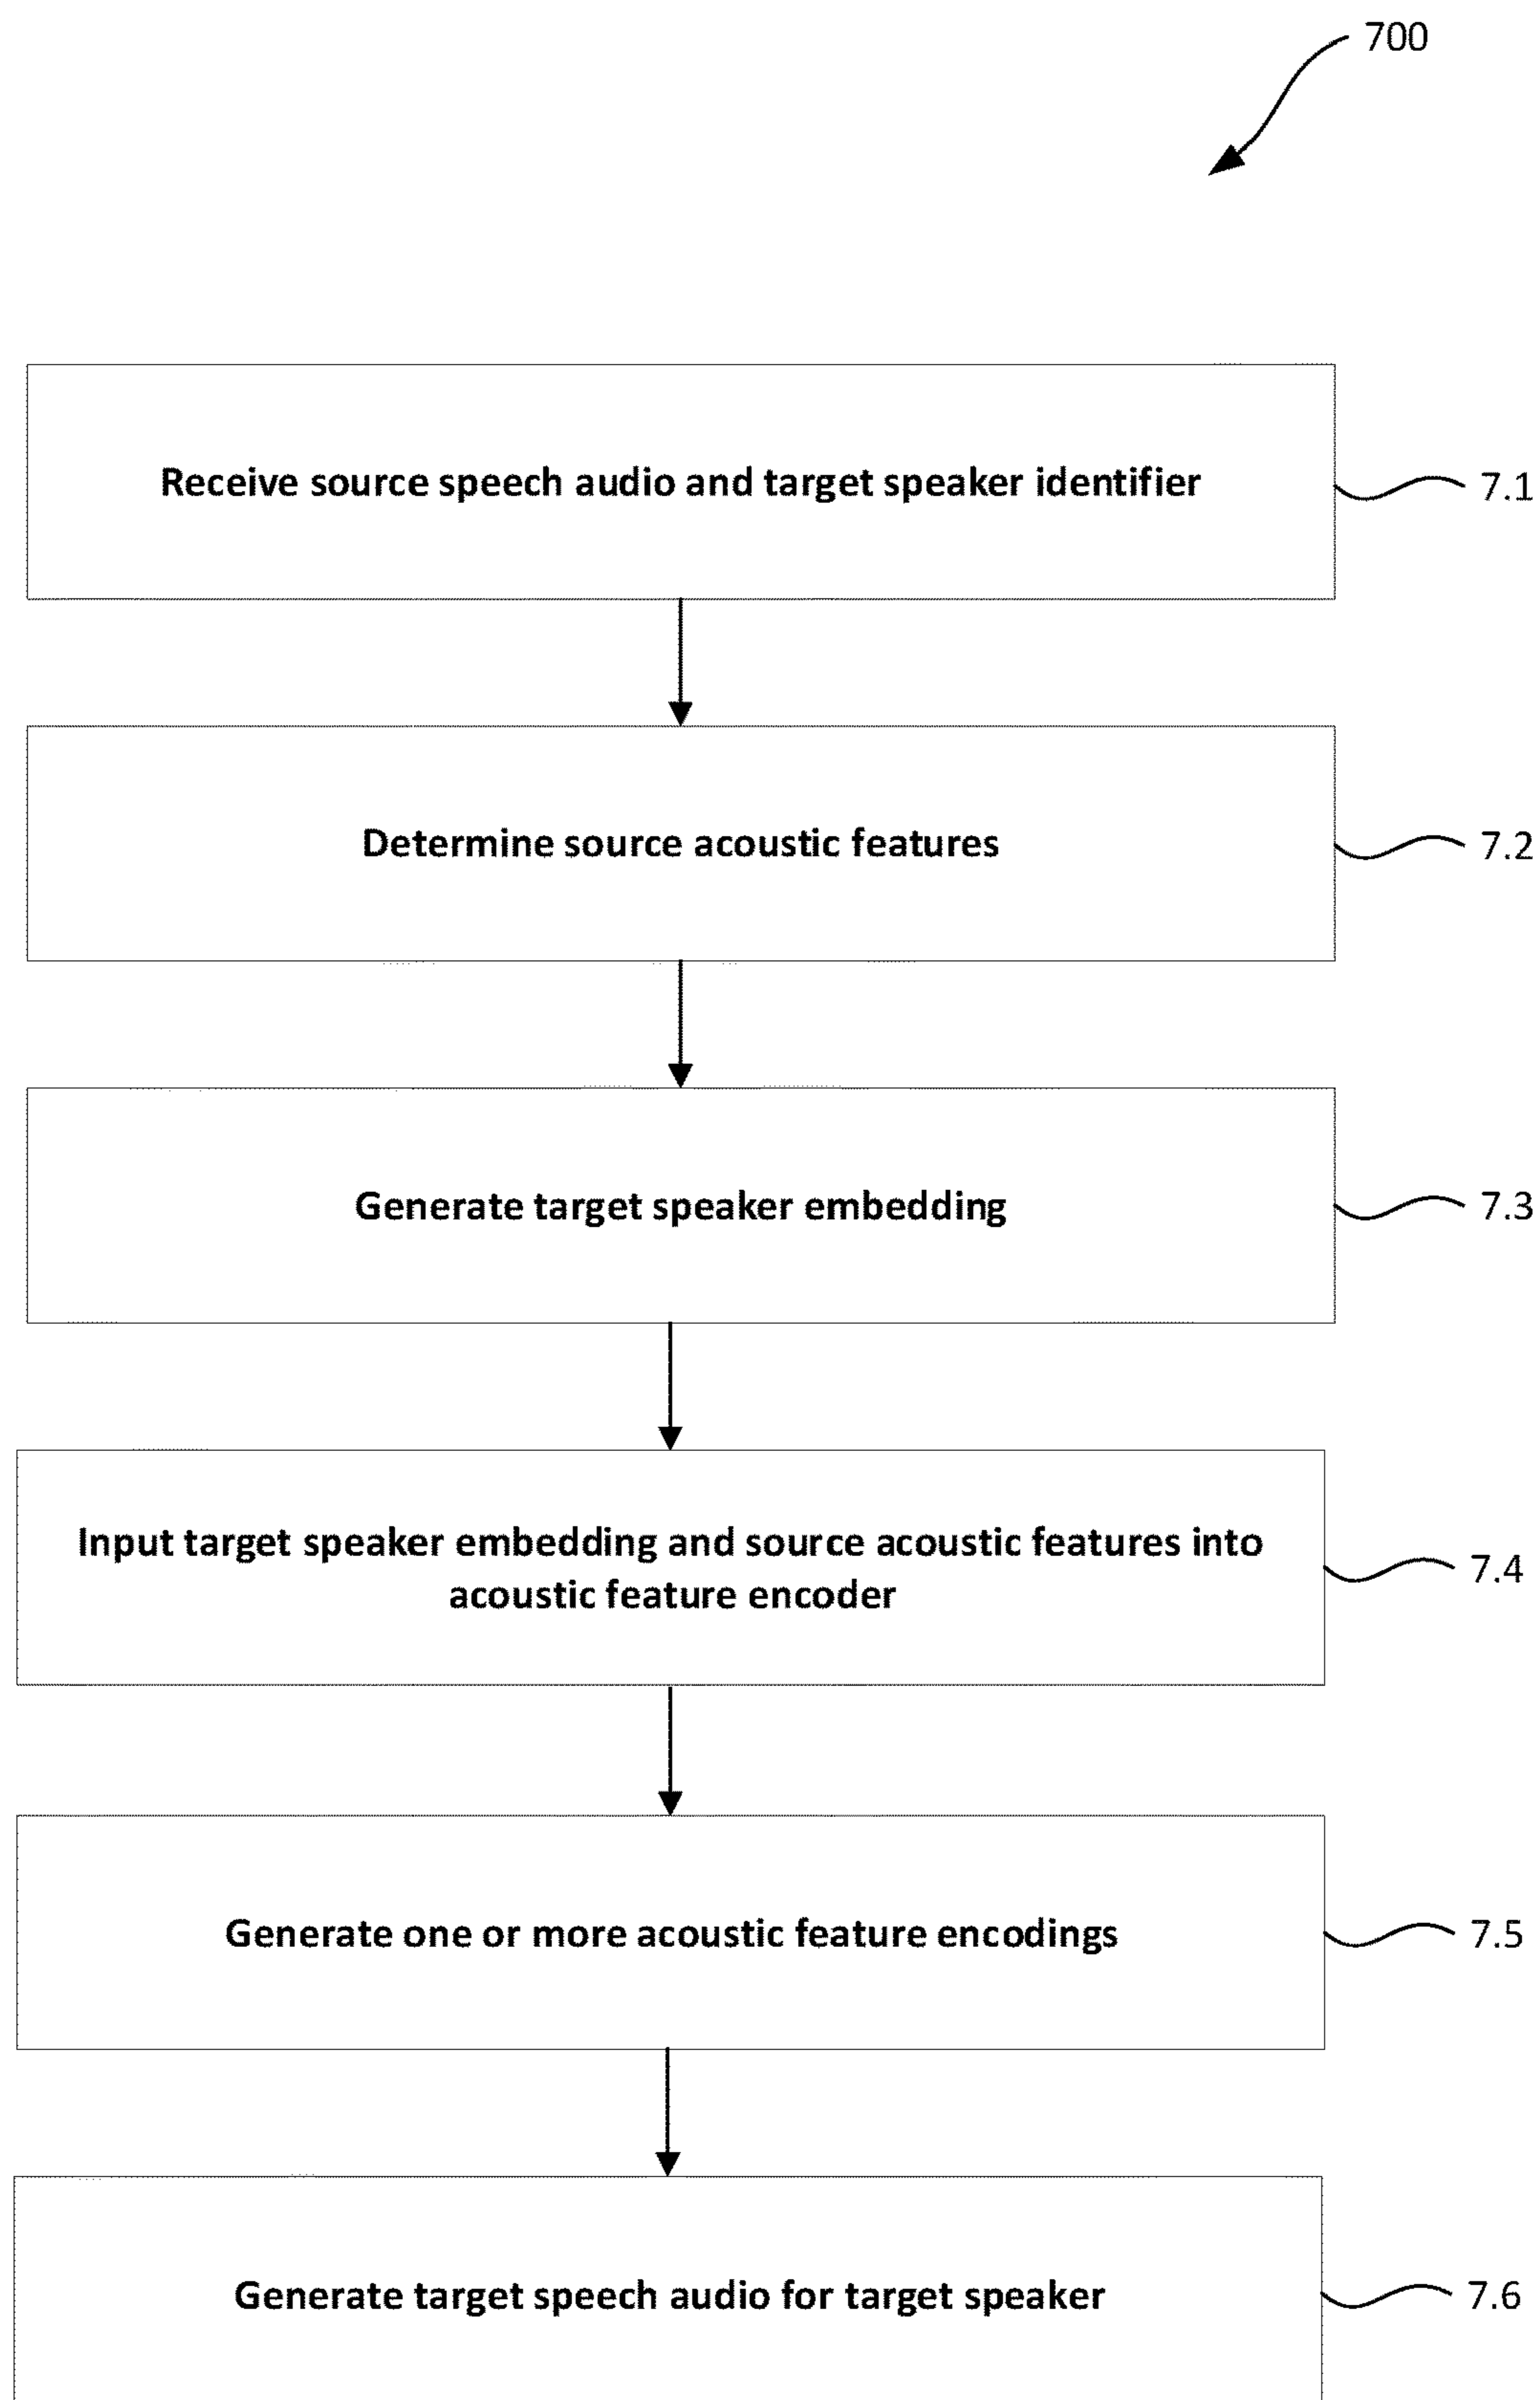 700
Receive source speech audio and target speaker identifier
7.1
Determine source acoustic features
7.2
Generate target speaker embedding
7.3
Input target speaker embedding and source acoustic features into
acoustic feature encoder
7.4
Generate one or more acoustic feature encodings
7.5
Generate target speech audio for target speaker
7.6